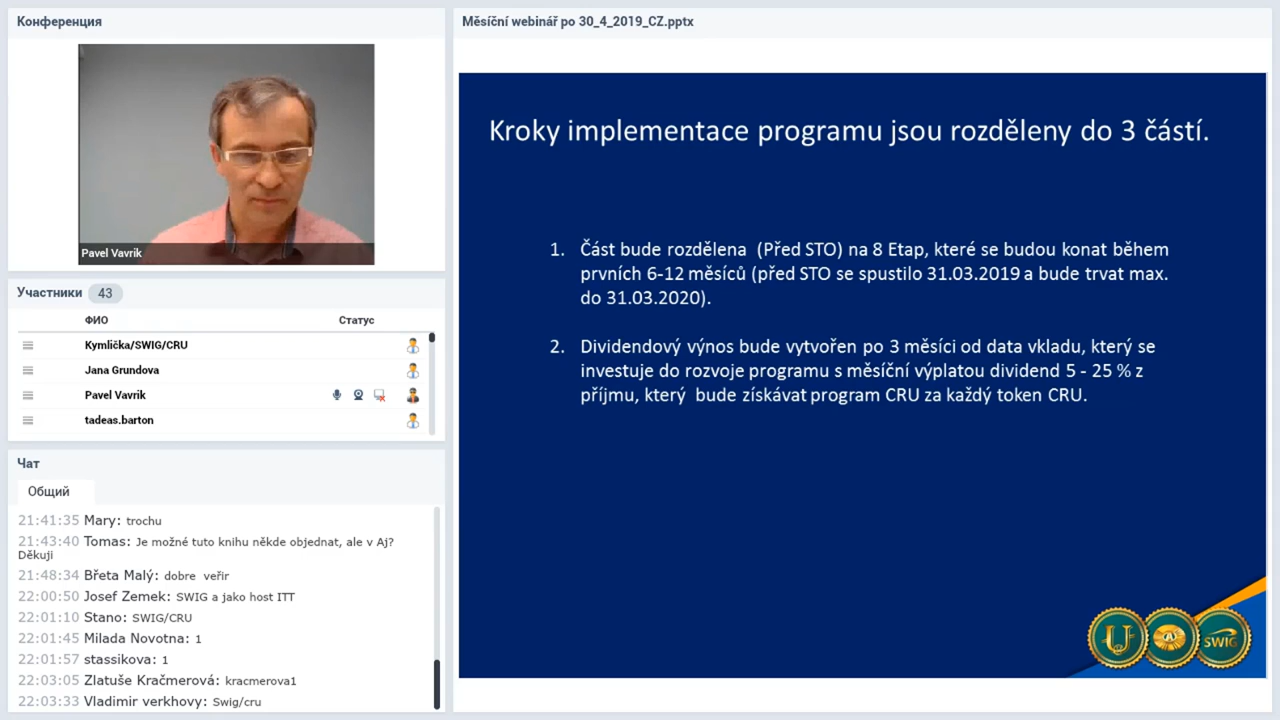 Конференция
Pavel Vavrik
Участники 43
ФИО Статус
Kymlička/SWIG/CRU
Jana Grundova
Pavel Vavrik
tadeas.barton
Чат
Общий
21:41:35 Mary: trochu
21:43:40 Tomas: Je možné tuto knihu někde objednat, ale v Aj?
Děkuji
21:48:34 Břeta Malý: dobre veřir
22:00:50 Josef Zemek: SWIG a jako host ITT
22:01:10 Stano: SWIG/CRU
22:01:45 Milada Novotna: 1
22:01:57 stassikova: 1
22:03:05 Zlatuše Kračmerová: kracmerova1
22:03:33 Vladimir verkhovy: Swig/cru
Měsíční webinář po 30_4_2019_CZ.pptx
Kroky implementace programu jsou rozděleny do 3 částí.
1. Část bude rozdělena (Před STO) na 8 Etap, které se budou konat během
prvních 6-12 měsíců (před STO se spustilo 31.03.2019 a bude trvat max.
do 31.03.2020).
2. Dividendový výnos bude vytvořen po 3 měsíci od data vkladu, který se
investuje do rozvoje programu s měsíční výplatou dividend 5 - 25 % z
příjmu, který bude získávat program CRU za každý token CRU.
U
SWIG